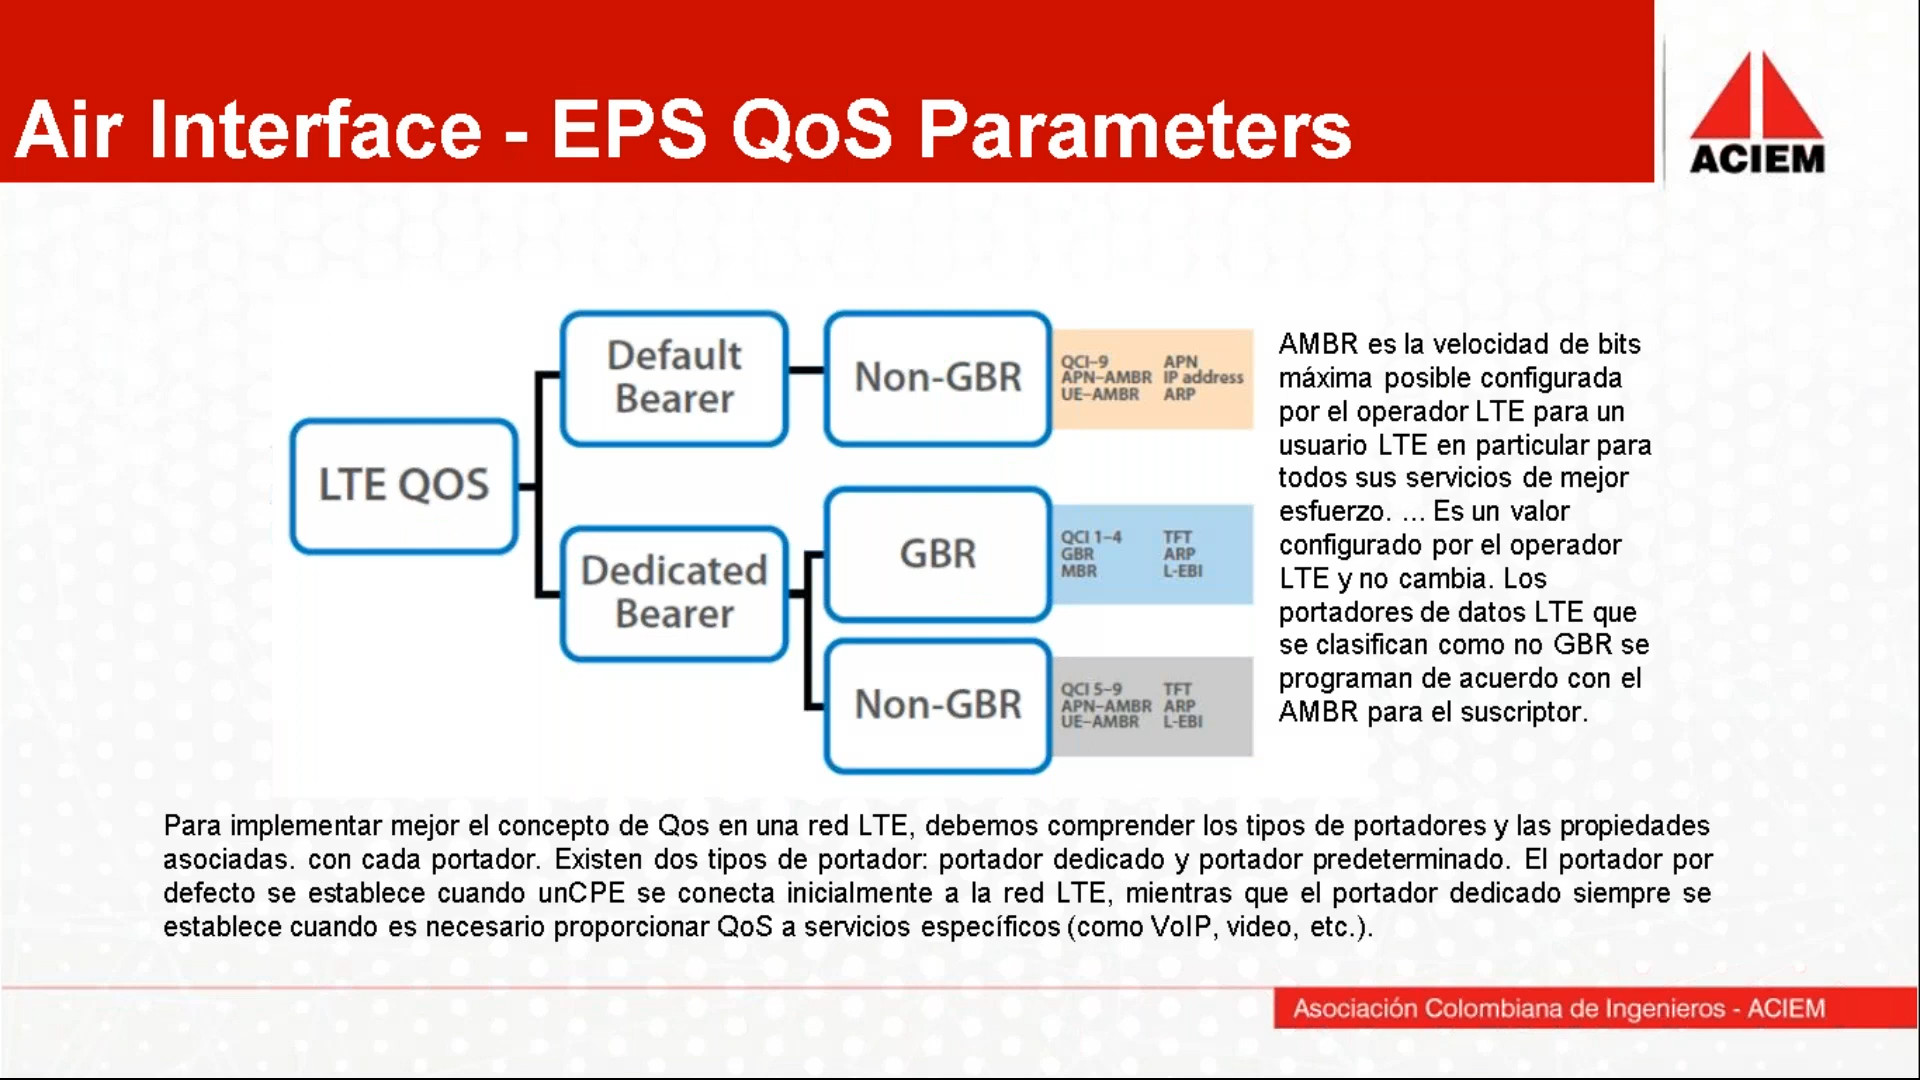 Air Interface - EPS QoS Parameters
ACIEM
LTE QOS
Default
Bearer
Non-GBR
QCI-9 APN
APN-AMBR IP address
UE-AMBR ARP
Dedicated
Bearer
GBR
QCI 1-4 TFT
GBR ARP
MBR L-EBI
Non-GBR
QCI 5-9 TFT
APN-AMBR ARP
UE-AMBR L-EBI
AMBR es la velocidad de bits
máxima posible configurada
por el operador LTE para un
usuario LTE en particular para
todos sus servicios de mejor
esfuerzo. ... Es un valor
configurado por el operador
LTE y no cambia. Los
portadores de datos LTE que
se clasifican como no GBR se
programan de acuerdo con el
AMBR para el suscriptor.
Para implementar mejor el concepto de Qos en una red LTE, debemos comprender los tipos de portadores y las propiedades
asociadas. con cada portador. Existen dos tipos de portador: portador dedicado y portador predeterminado. El portador por
defecto se establece cuando unCPE se conecta inicialmente a la red LTE, mientras que el portador dedicado siempre se
establece cuando es necesario proporcionar QoS a servicios específicos (como VoIP, video, etc.).
Asociación Colombiana de Ingenieros - ACIEM